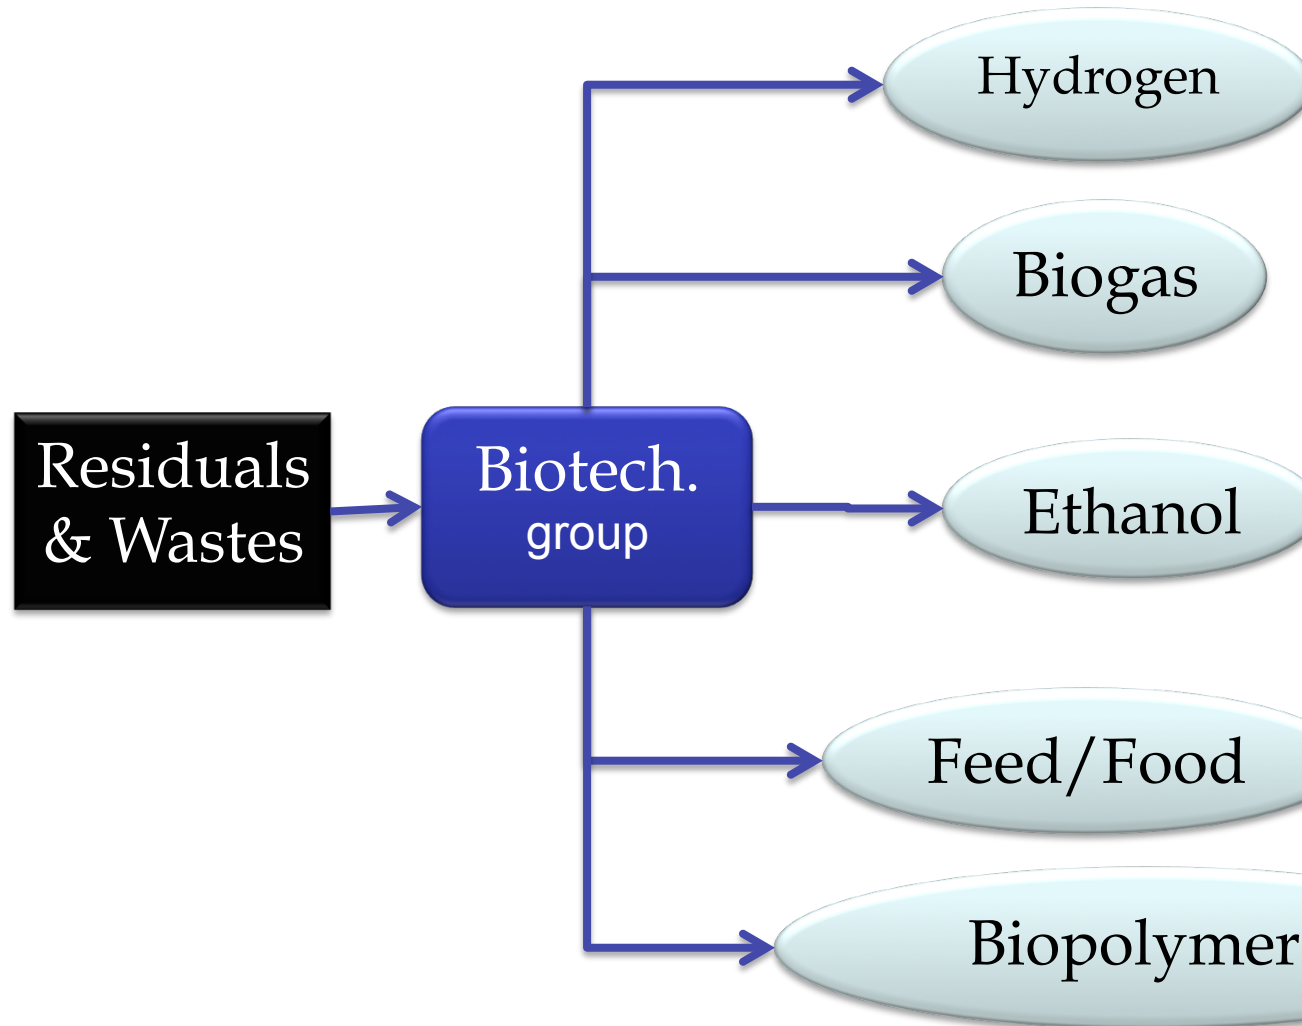 Hydrogen
Biogas
Residuals
& Wastes
Biotech.
group
Ethanol
Feed/Food
Biopolymer